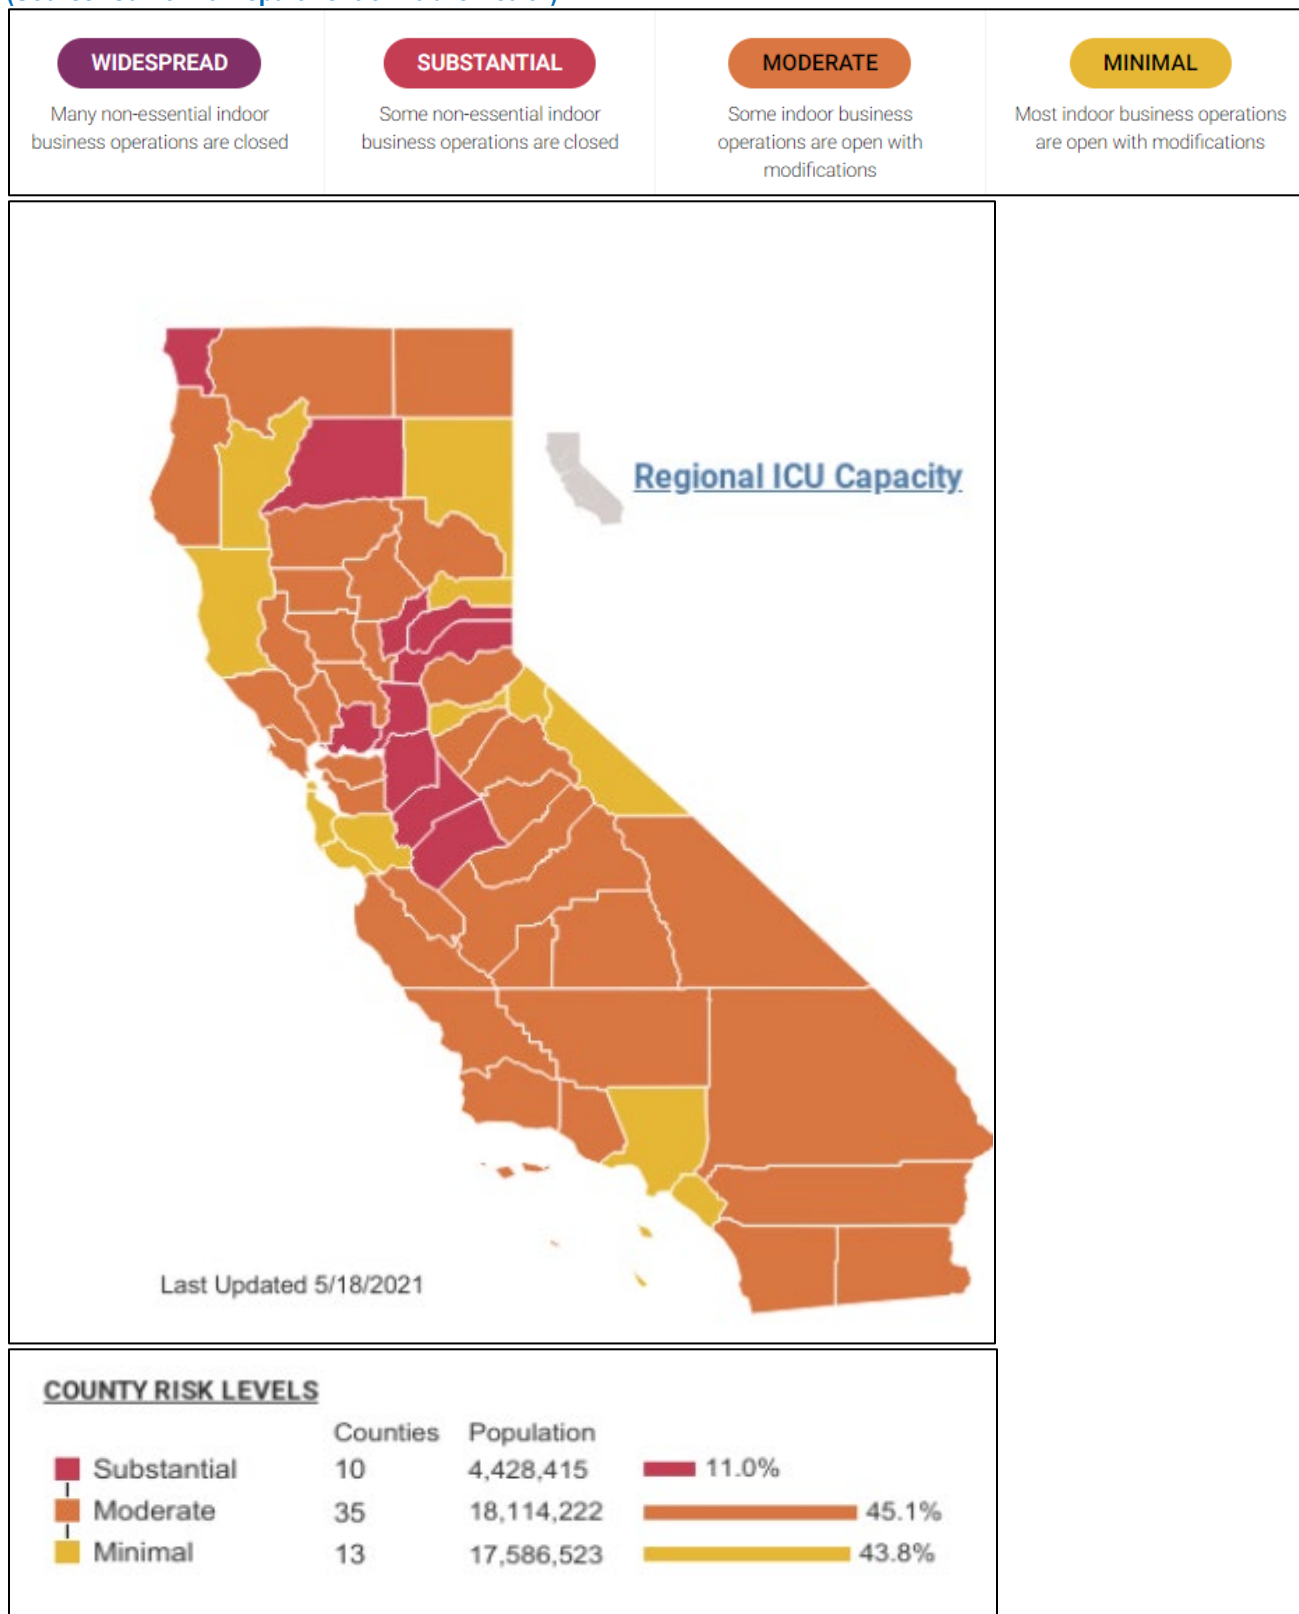 WIDESPREAD
Many non-essential indoor
business operations are closed
SUBSTANTIAL
Some non-essential indoor
business operations are closed
MODERATE
Some indoor business
operations are open with
modifications
MINIMAL
Most indoor business operations
are open with modifications
Regional ICU Capacity
Last Updated 5/18/2021
COUNTY RISK LEVELS
Counties Population
Substantial 10 4,428,415 11.0%
Moderate 35 18,114,222 45.1%
Minimal 13 17,586,523 43.8%